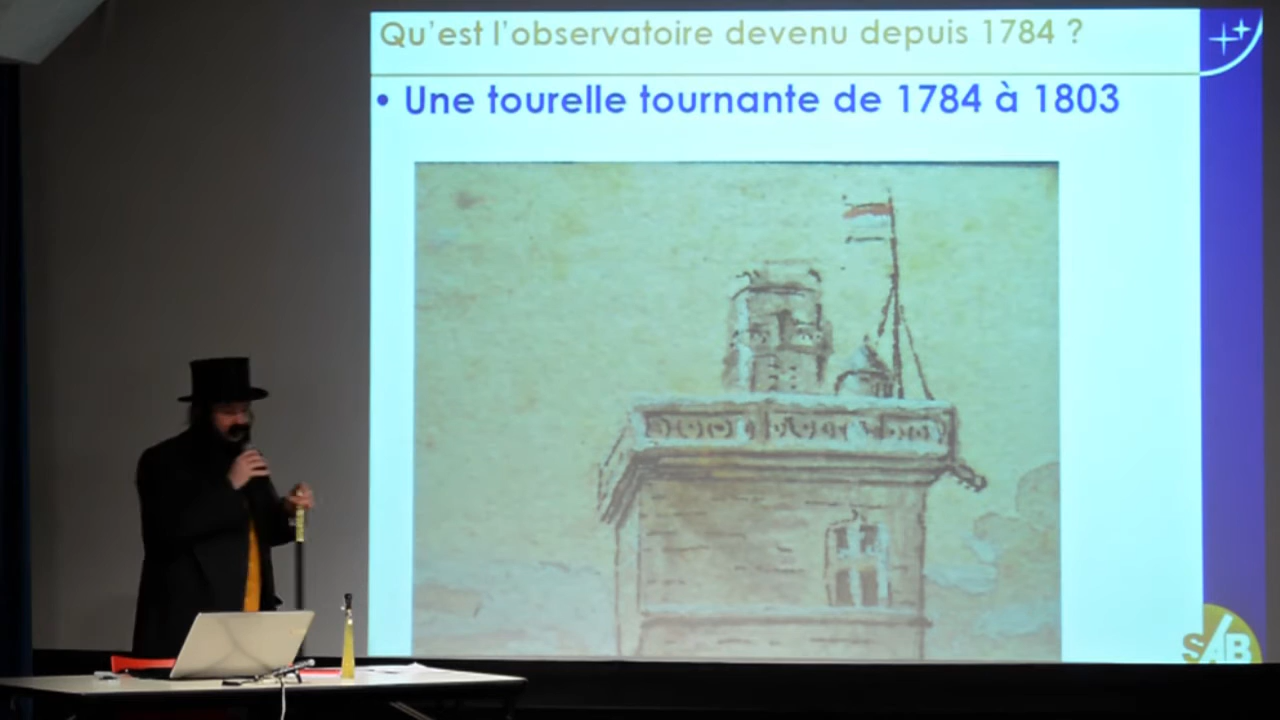 Qu'est l'observatoire devenu depuis 1784 ?
• Une tourelle tournante de 1784 à 1803
SAB